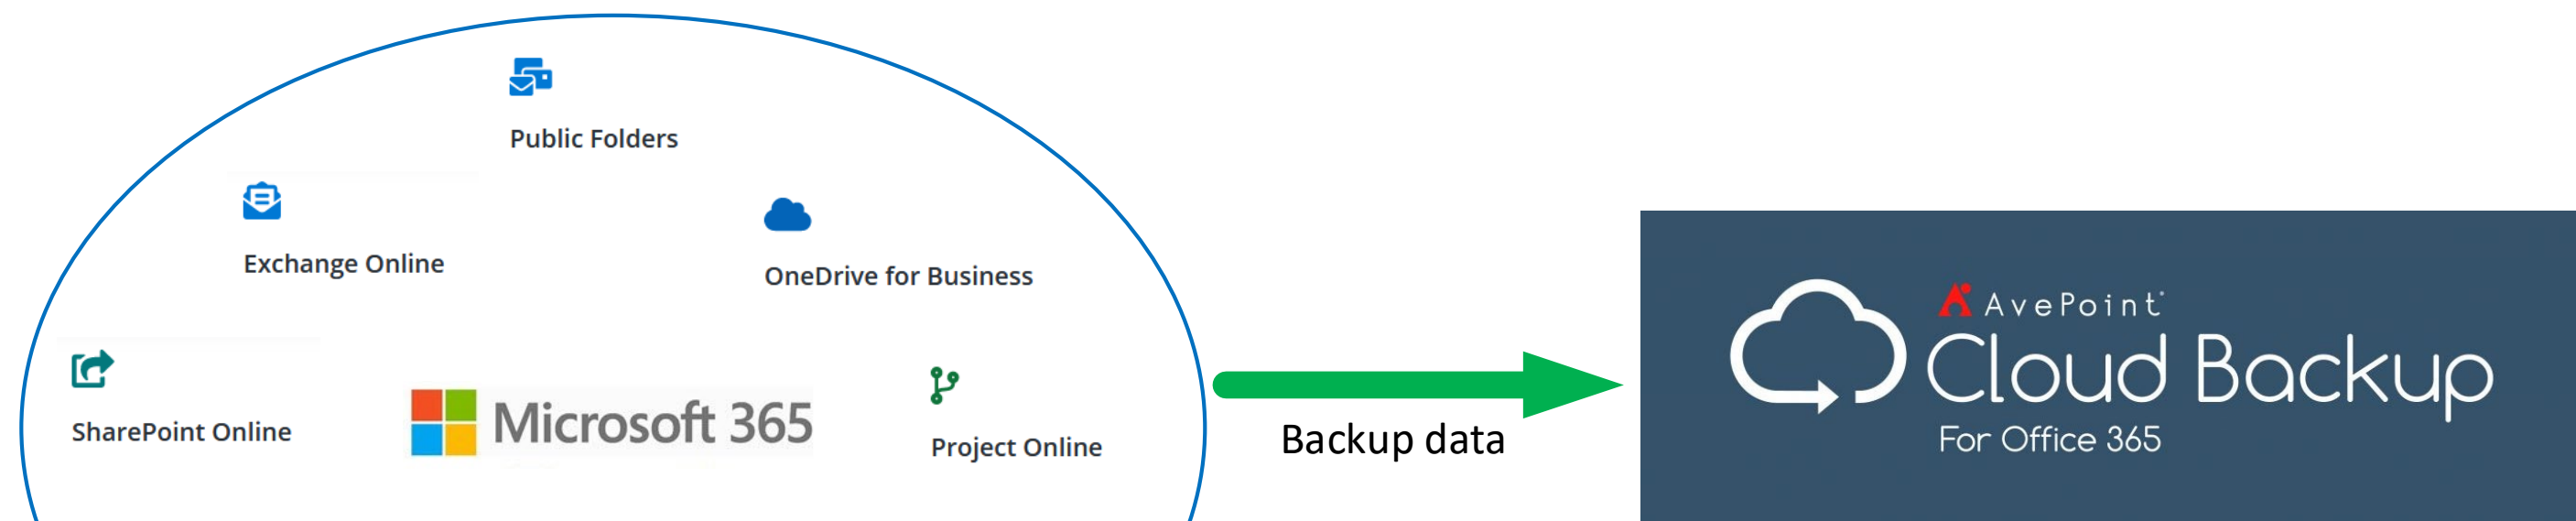 Public Folders
Exchange Online
OneDrive for Business
SharePoint Online
Microsoft 365
Project Online
Backup data
AvePoint
Cloud Backup
For Office 365